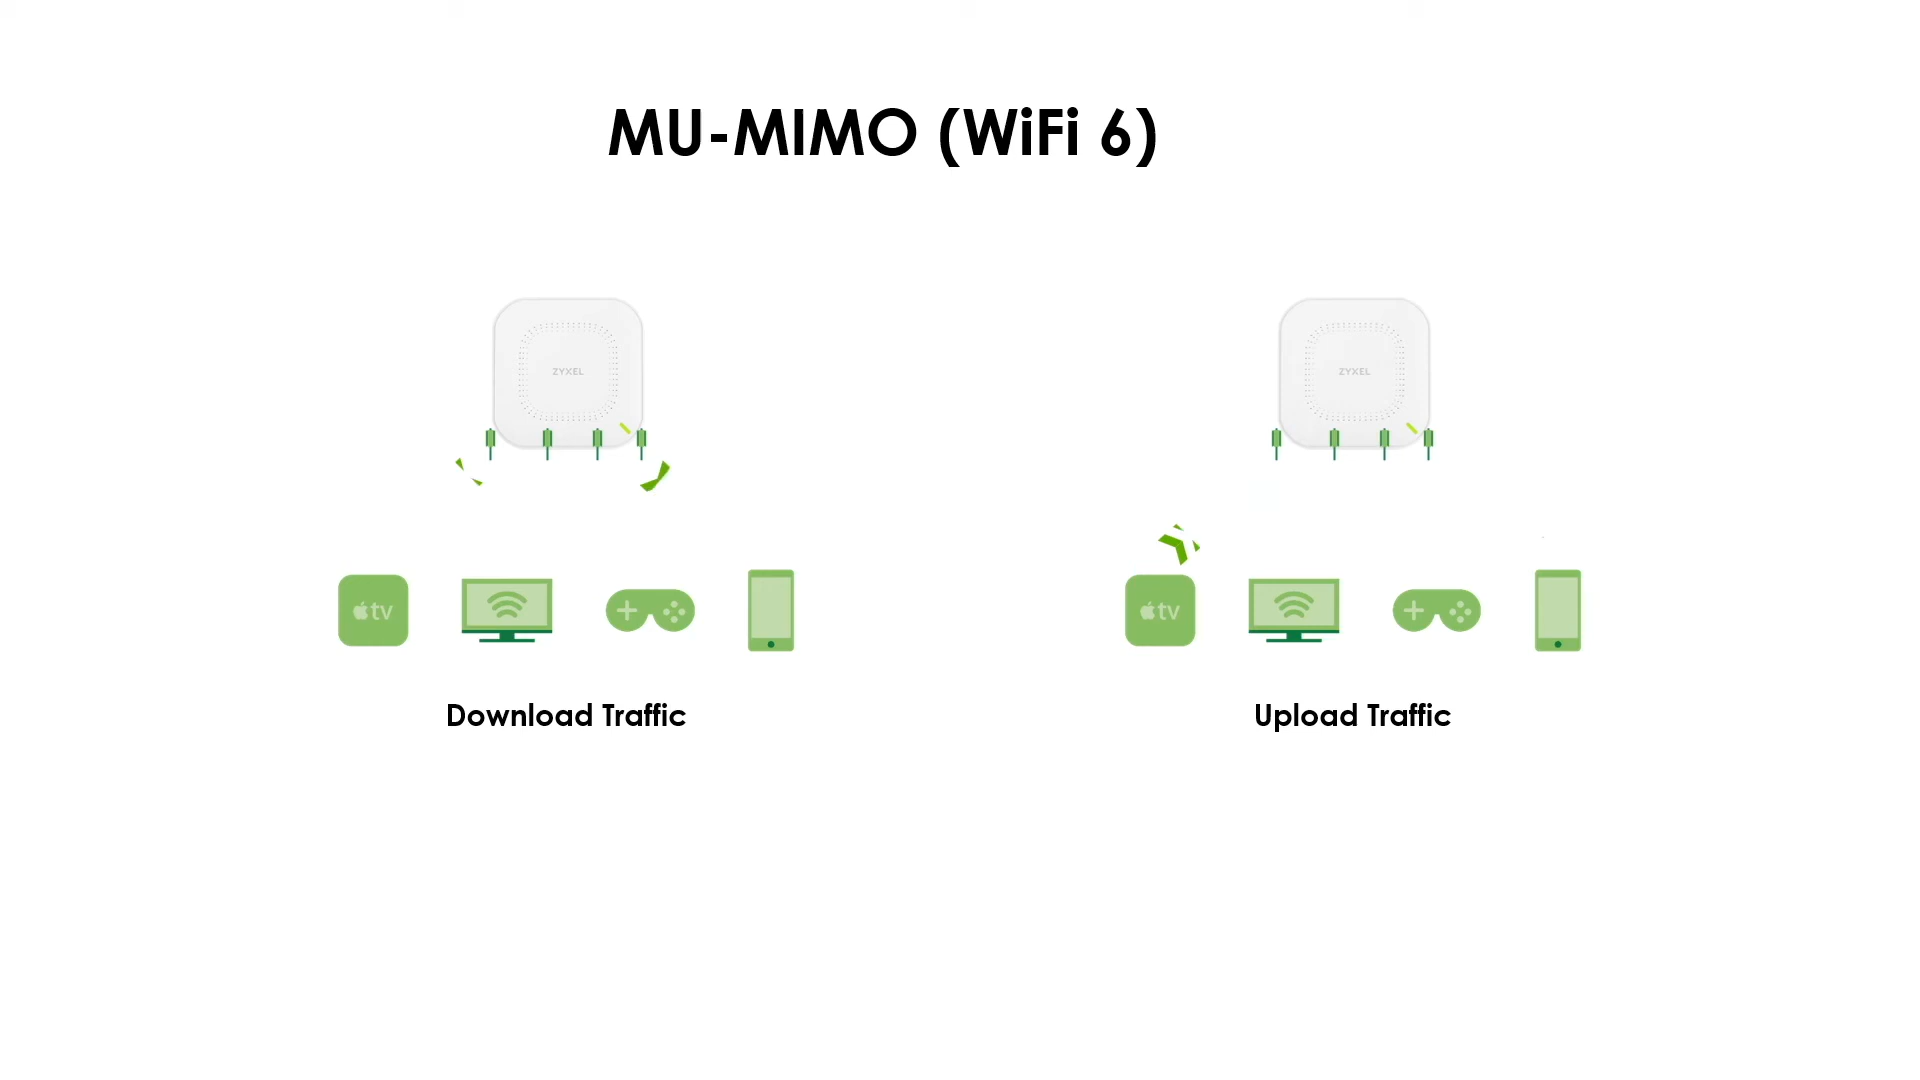 MU-MIMO (WiFi 6)
ZYXEL
ZYXEL
tv
tv
Download Traffic
Upload Traffic